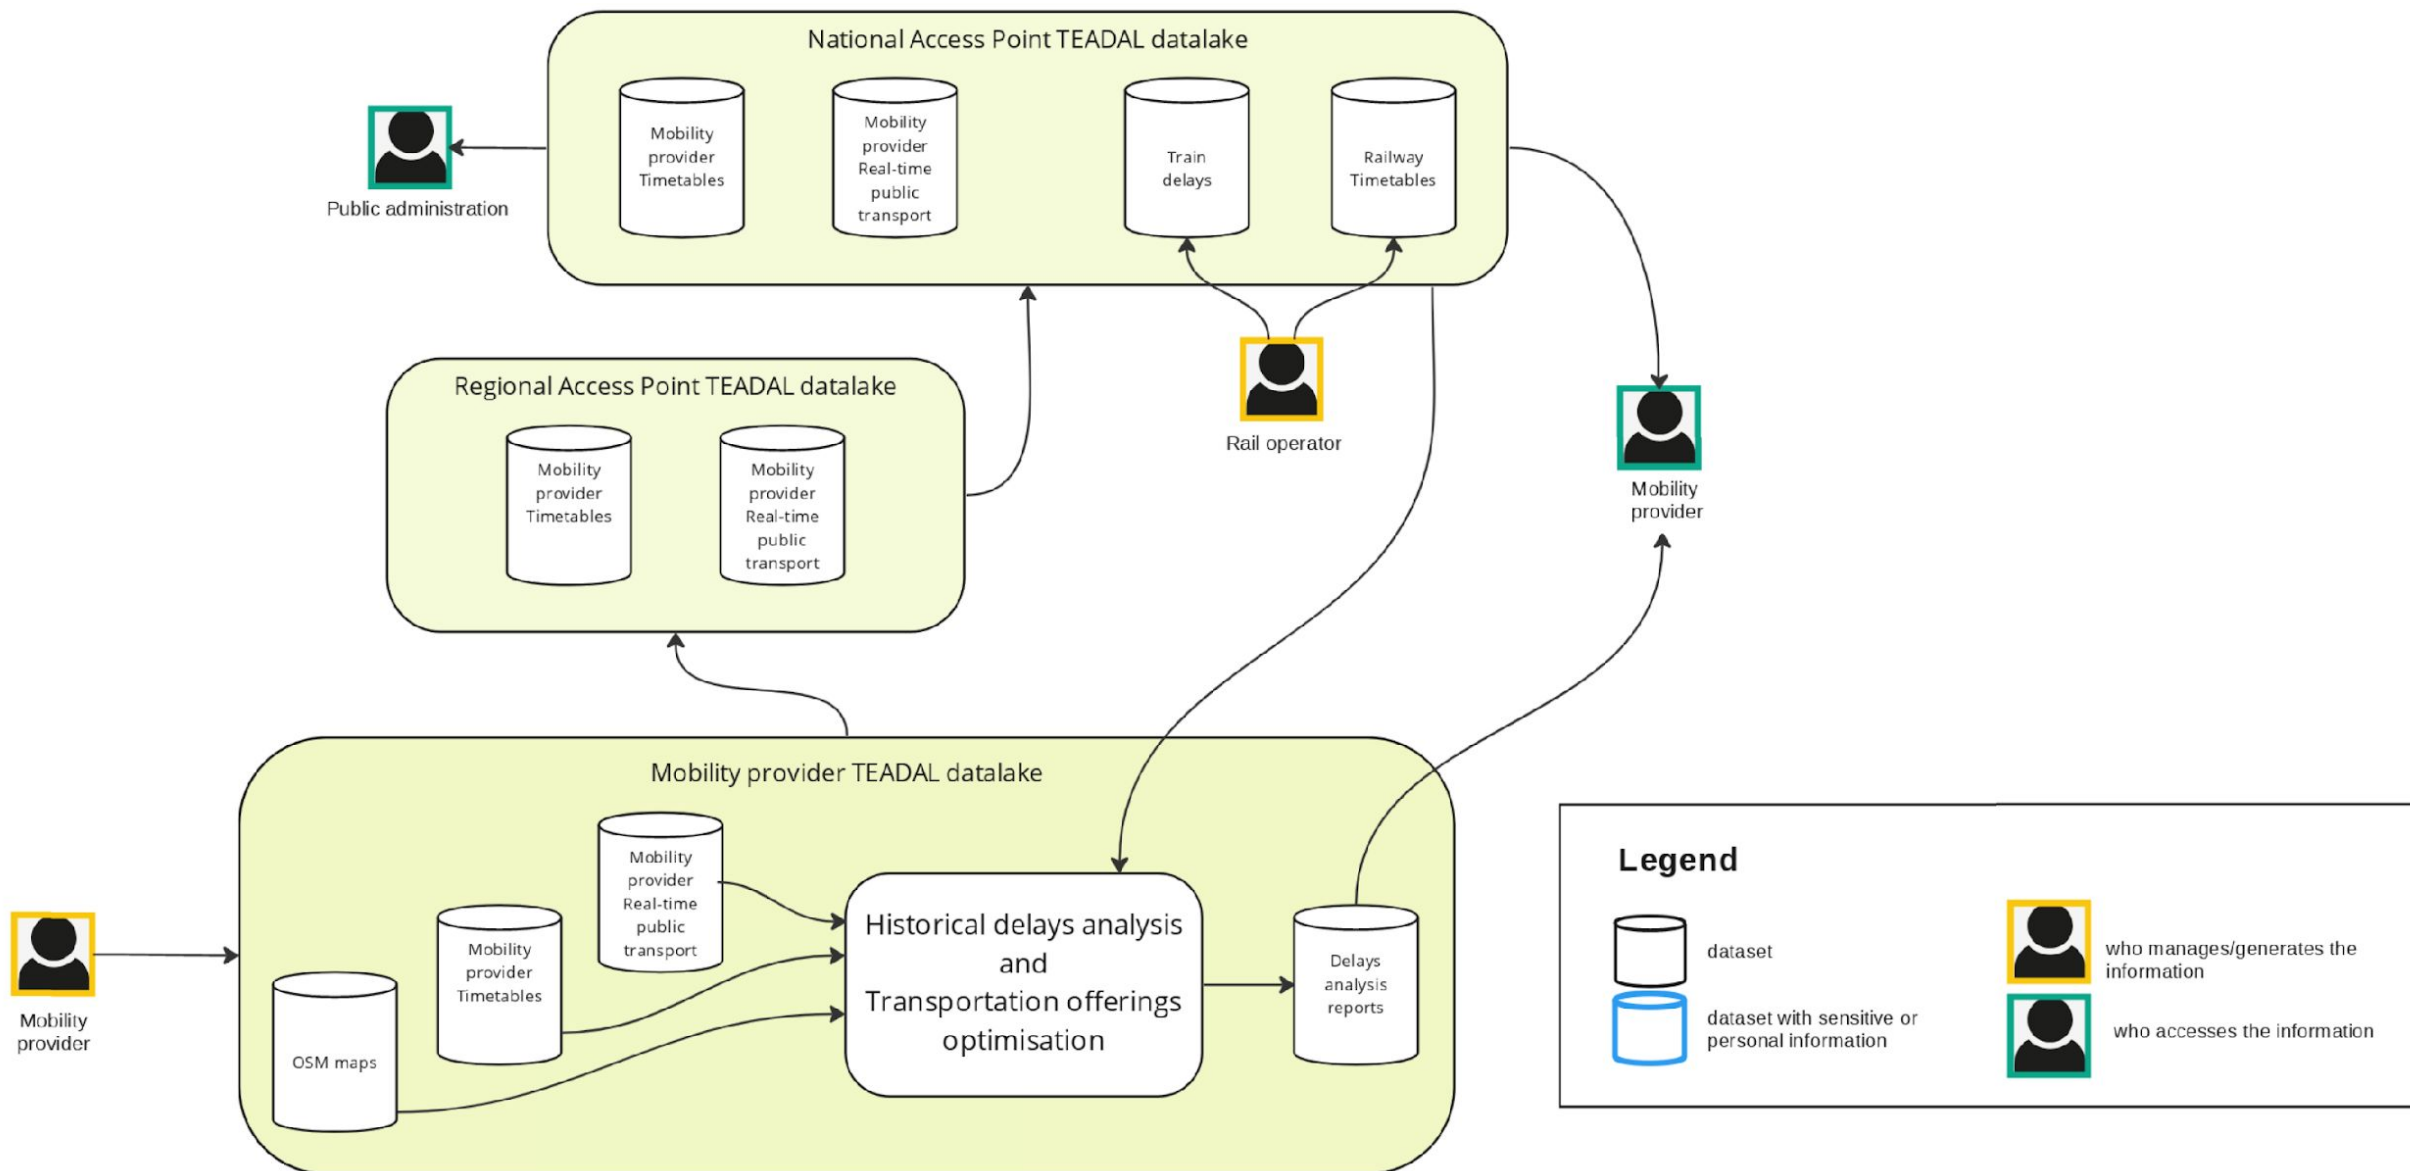 National Access Point TEADAL datalake
Mobility
provider
Timetables
Mobility
provider
Real-time
public
transport
Train
delays
Railway
Timetables
Public administration
Regional Access Point TEADAL datalake
Mobility
provider
Timetables
Mobility
provider
Real-time
public
transport
Rail operator
Mobility
provider
Mobility provider TEADAL datalake
Mobility
provider
Real-time
public
transport
Mobility
provider
Timetables
OSM maps
Mobility
provider
Historical delays analysis
and
Transportation offerings
optimisation
Delays
analysis
reports
Legend
dataset
dataset with sensitive or
personal information
who manages/generates the
information
who accesses the information